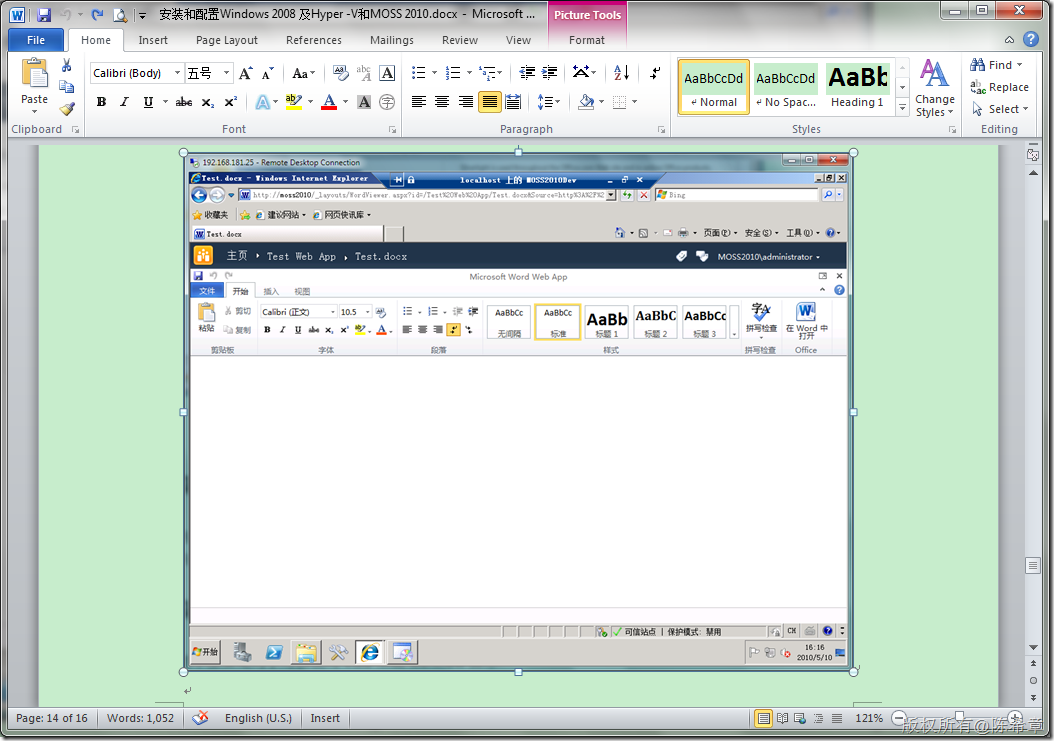 安装和配置Windows 2008 及Hyper -V和MOSS 2010.docx - Microsoft ...
Picture Tools
File Home Insert Page Layout References Mailings Review View Format
Paste
Calibri (Body) 五号
AaBbCcDd AaBbCcDd AaBb
Normal No Spac... Heading 1
Change Styles
Find
Replace
Select
Clipboard Font Paragraph Styles Editing
192.168.181.25 - Remote Desktop Connection
Test.docx - Windows Internet Explorer
localhost 上的 MOSS2010Dev
http://moss2010/_layouts/WordViewer.aspx?id=/Test%20Web%20App/Test.docx&Source=http%3A%2F%2
Bing
收藏夹 建议网站 网页快讯库
Test.docx
页面(P) 安全(S) 工具(O)
主页 Test Web App Test.docx
MOSS2010\administrator
Microsoft Word Web App
文件 开始 插入 视图
粘贴
剪切
复制
Calibri (正文) 10.5
AaBbCc AaBbCc AaBb AaBbC AaBbCc
无间隔 标准 标题 1 标题 2 标题 3
字A
拼写检查
在 Word 中
打开
剪贴板 字体 段落 样式 拼写检查 Office
可信站点 | 保护模式: 禁用
CH
开始
16:16
2010/5/10
Page: 14 of 16 Words: 1,052 English (U.S.) Insert 121%
版权所有@陈希章